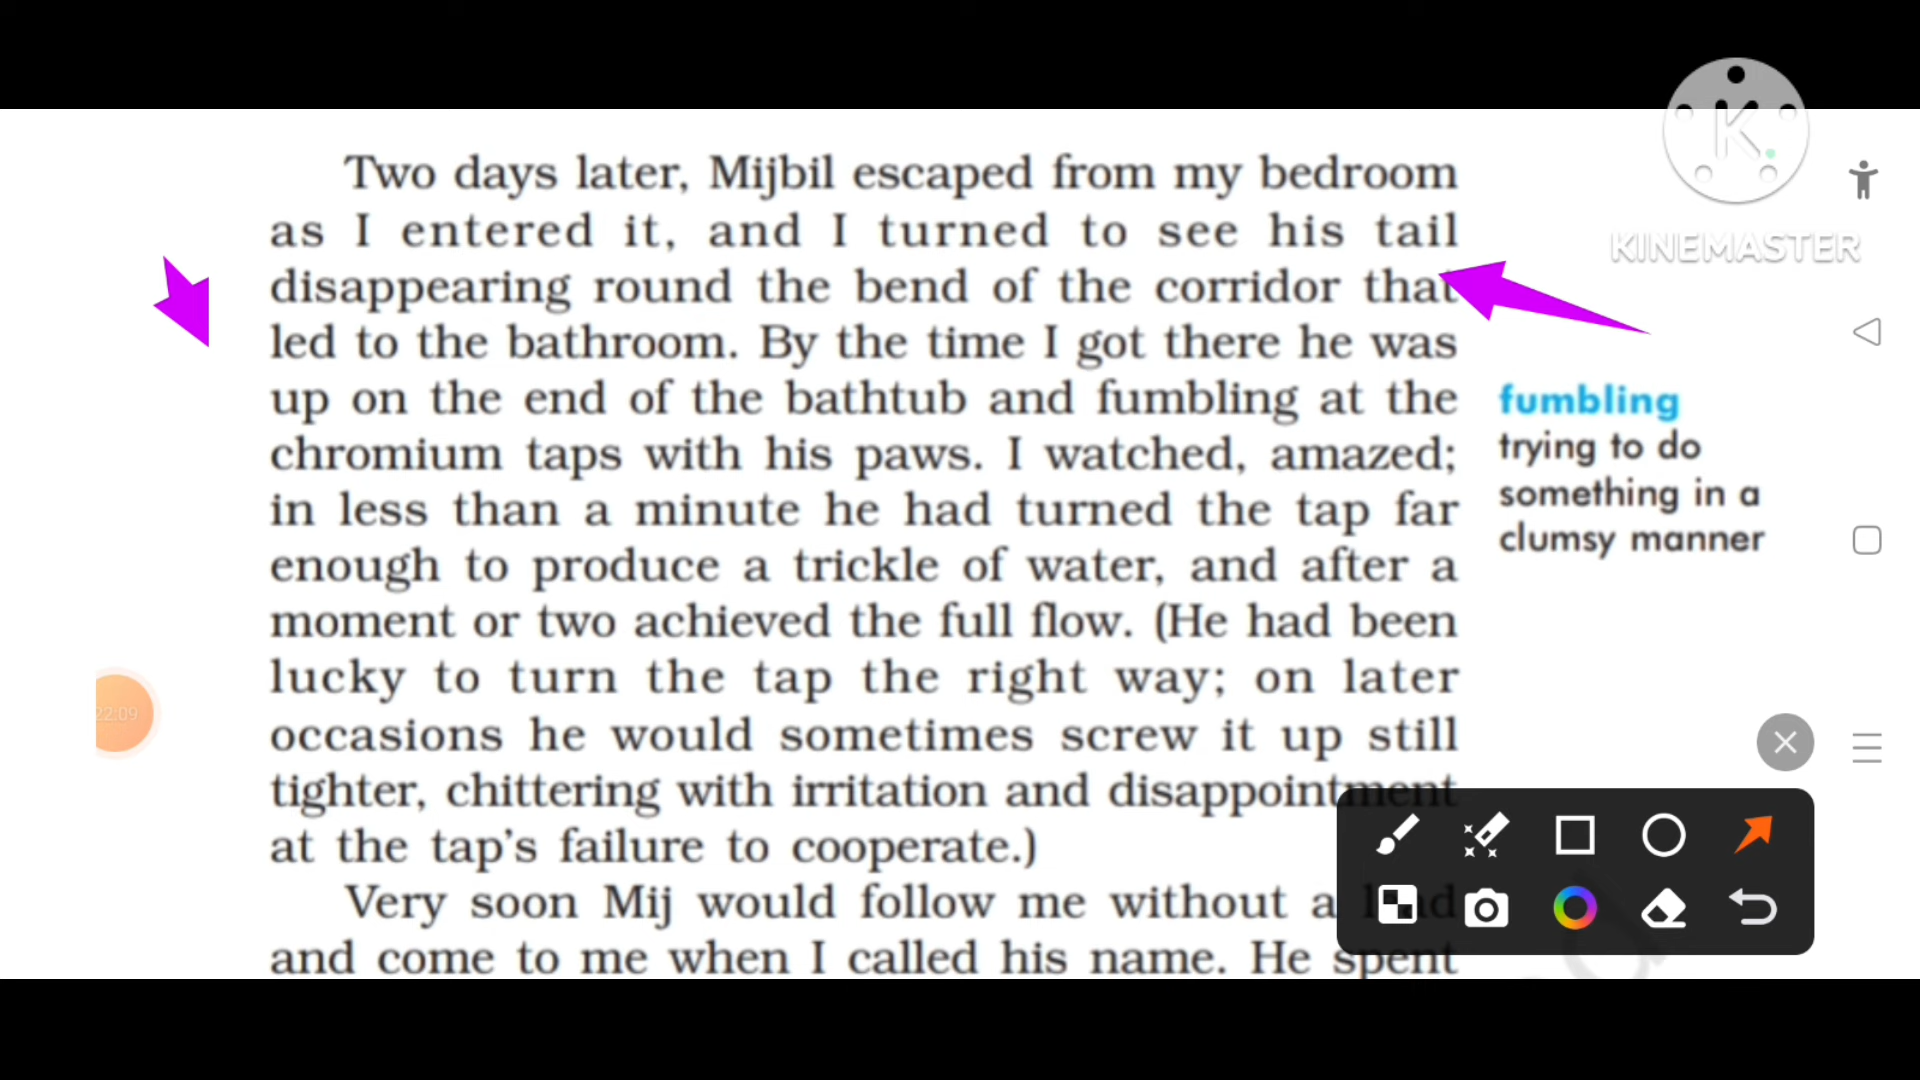 Two days later, Mijbil escaped from my bedroom
as I entered it, and I turned to see his tail
disappearing round the bend of the corridor that
led to the bathroom. By the time I got there he was
up on the end of the bathtub and fumbling at the
chromium taps with his paws. I watched, amazed;
in less than a minute he had turned the tap far
enough to produce a trickle of water, and after a
moment or two achieved the full flow. (He had been
lucky to turn the tap the right way; on later
occasions he would sometimes screw it up still
tighter, chittering with irritation and disappointment
at the tap's failure to cooperate.)
Very soon Mij would follow me without a
and come to me when I called his name. He spent
fumbling
trying to do
something in a
clumsy manner
K
KINEMASTER
22:09